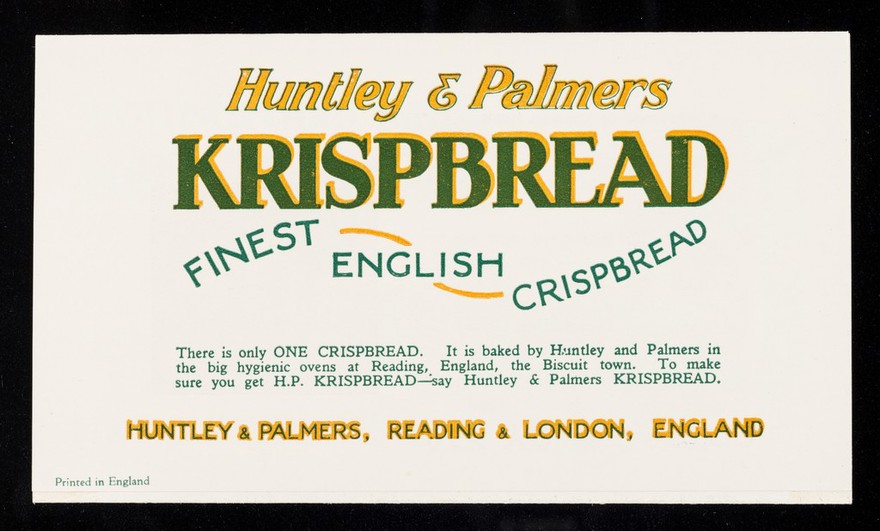 Huntley & Palmers
KRISPBREAD
FINEST ENGLISH CRISPBREAD
There is only ONE CRISPBREAD. It is baked by Huntley and Palmers in
the big hygienic ovens at Reading, England, the Biscuit town. To make
sure you get H.P. KRISPBREAD—say Huntley & Palmers KRISPBREAD.
HUNTLEY & PALMERS, READING & LONDON, ENGLAND
Printed in England